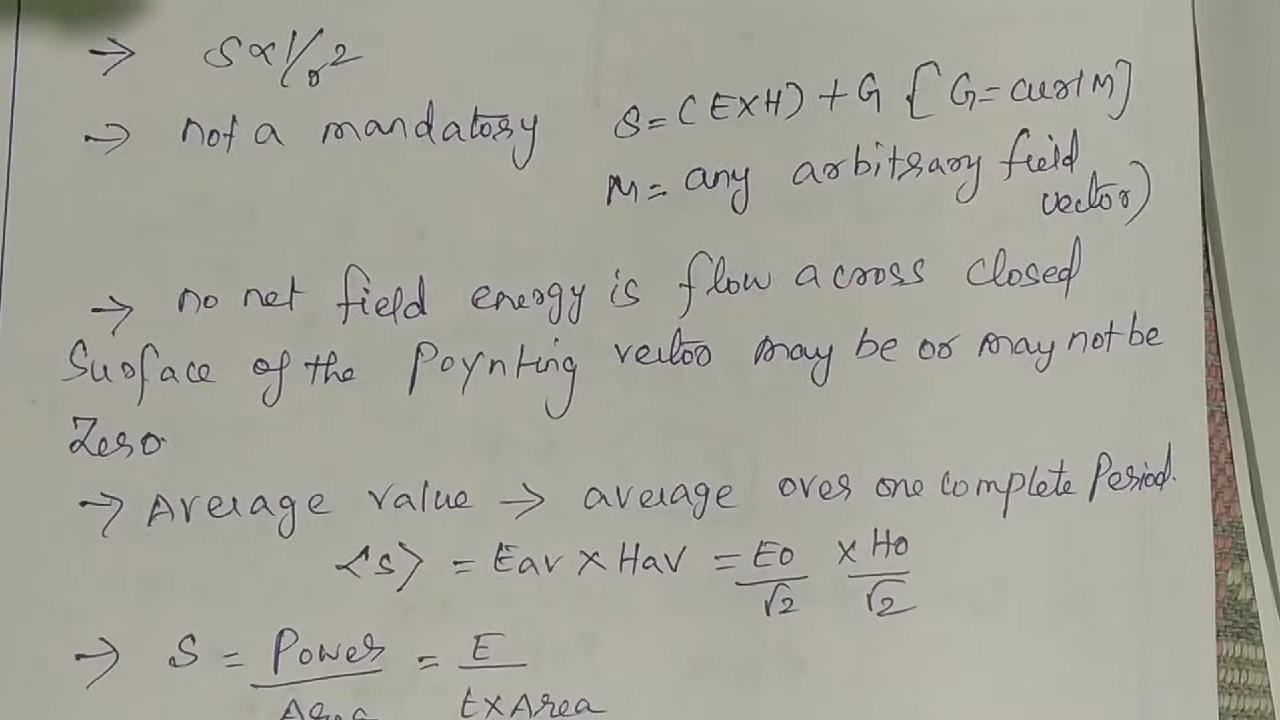 → S∝1/r2
→ not a mandatory S=(EXH)+G [G=curl M]
M= any arbitrary field vector)
→ no net field energy is flow across closed
Surface of the Poynting vector may be or may not be
Zero
→ Average value → average over one complete Period.
<S> = Eav × Hav = E0/√2 × H0/√2
→ S = Power/Area = E/t×Area